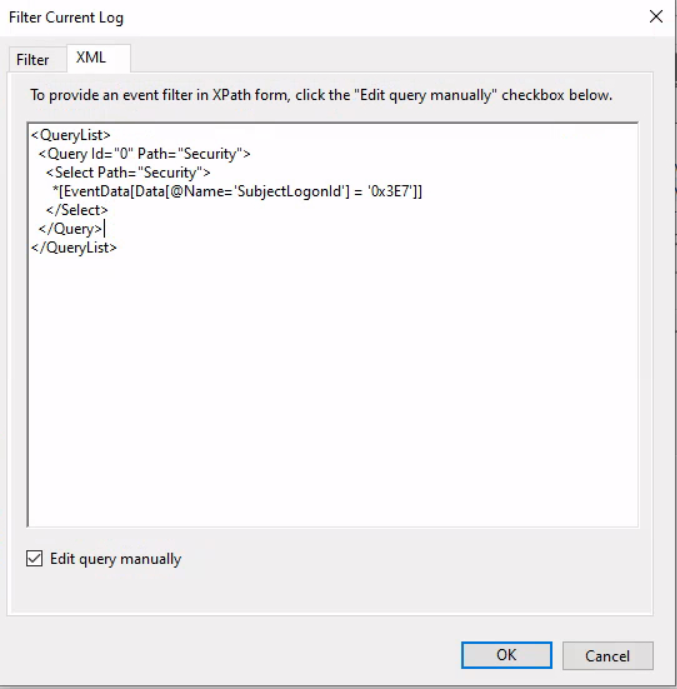 Filter Current Log
Filter
XML
To provide an event filter in XPath form, click the "Edit query manually" checkbox below.
<QueryList>
<Query Id="0" Path="Security">
<Select Path="Security">
*[EventData[Data[@Name='SubjectLogonId'] = '0x3E7']]
</Select>
</Query>
</QueryList>
Edit query manually
OK
Cancel